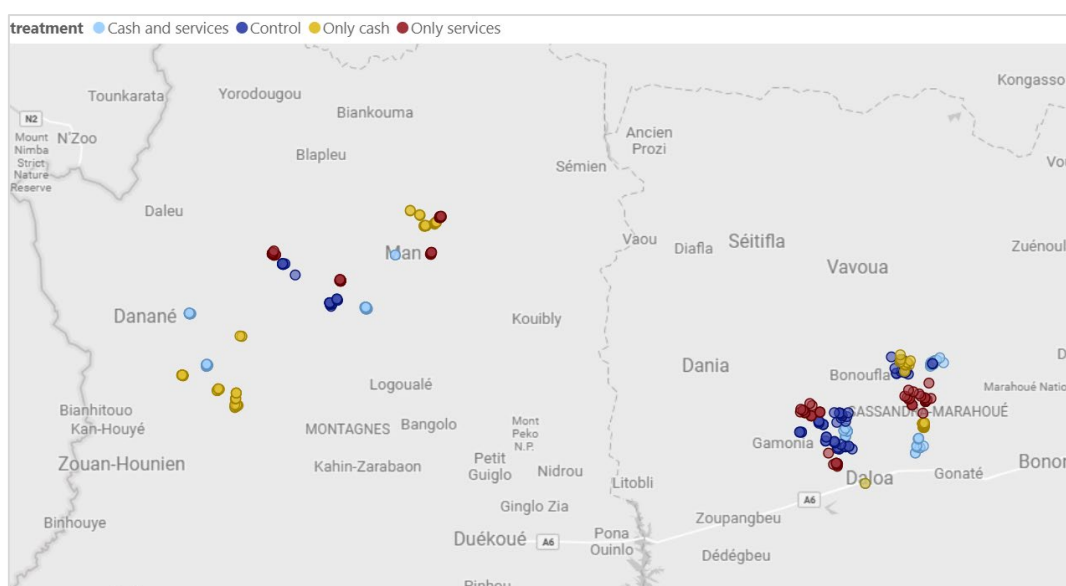 treatment Cash and services Control Only cash Only services
Kongasso
Tounkarata
Yorodougou
Biankouma
N2
Mount
Nimba
Strict
Nature
Reserve
N'Zoo
Ancien
Prozi
Blapleu
Sémien
Vou
Daleu
Man
Vaou
Diafla
Séitifla
Zuénoul
Vavoua
Danané
Kouibly
Dania
Bonoufla
D
Marahoué Natio
Logoualé
Bianhitouo
Kan-Houyé
MONTAGNES
Bangolo
Mont
Peko
N.P.
SASSANDRA-MARAHOUÉ
Gamonia
Zouan-Hounien
Kahin-Zarabaon
Petit
Guiglo
Nidrou
Litobli
Daloa
Gonaté
Bonon
A6
Ginglo Zia
Binhouye
Zoupangbeu
Duékoué
A6
Pona
Ouinlo
Dédégbeu